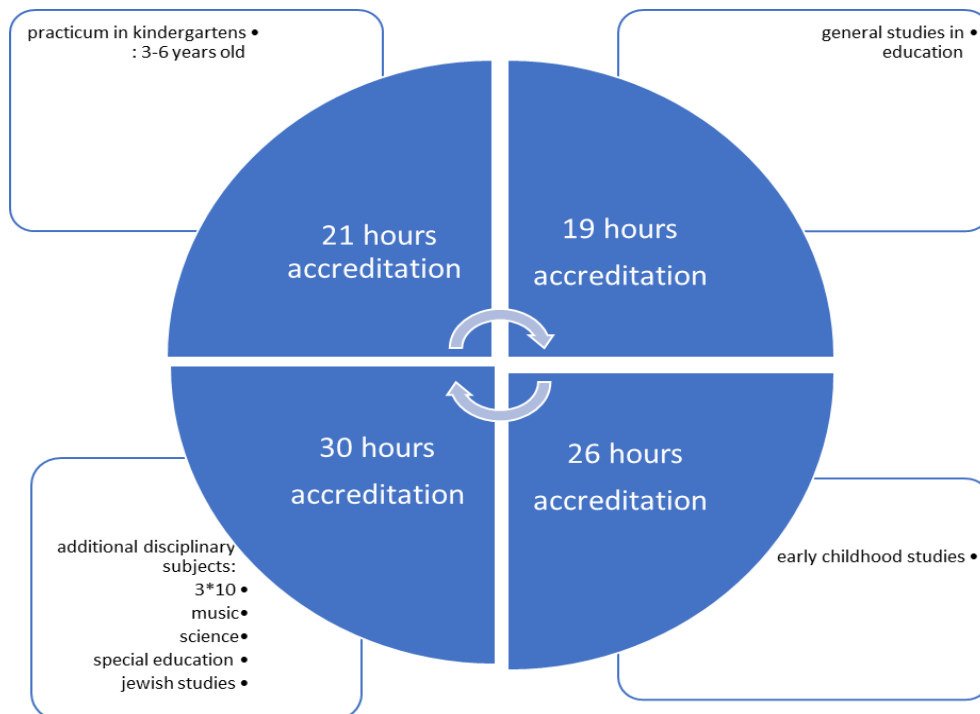 practicum in kindergartens •
: 3-6 years old
general studies in •
education
21 hours
accreditation
19 hours
accreditation
30 hours
accreditation
26 hours
accreditation
additional disciplinary
subjects:
3*10 •
music•
science•
special education •
jewish studies •
early childhood studies •